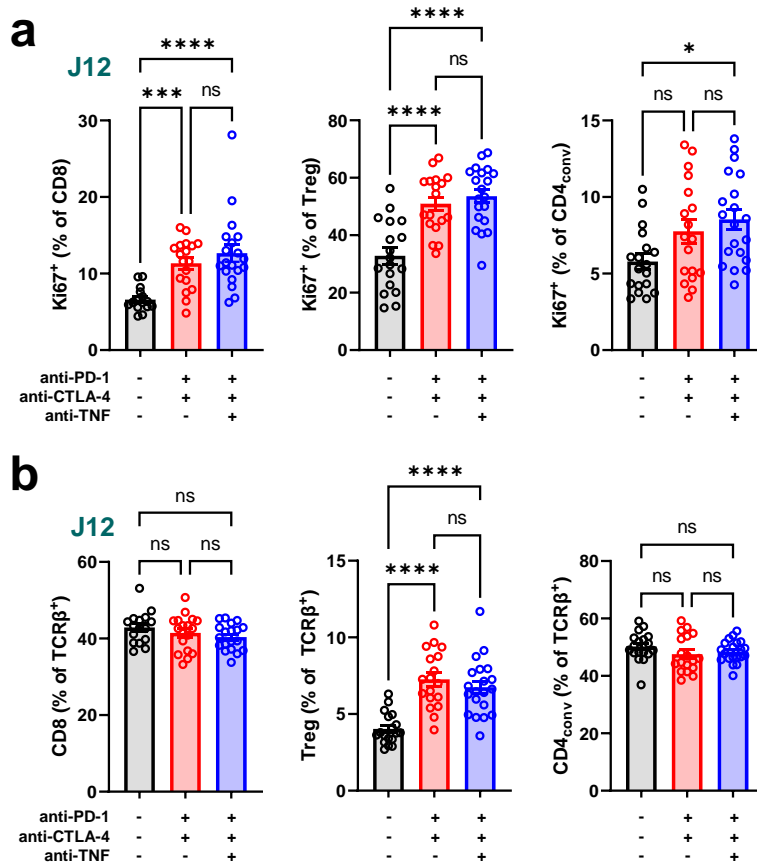 a
J12
****
***
ns
Ki67⁺ (% of CD8)
30
20
10
0
****
ns
****
Ki67⁺ (% of Treg)
80
60
40
20
0
*
ns
ns
Ki67⁺ (% of CD4conv)
15
10
5
0
anti-PD-1 - + + - + + - + +
anti-CTLA-4 - + + - + + - + +
anti-TNF - - + - - + - - +
b
J12
ns
ns
ns
CD8 (% of TCRβ⁺)
60
40
20
0
****
ns
****
Treg (% of TCRβ⁺)
15
10
5
0
ns
ns
ns
CD4conv (% of TCRβ⁺)
80
60
40
20
0
anti-PD-1 - + + - + + - + +
anti-CTLA-4 - + + - + + - + +
anti-TNF - - + - - + - - +